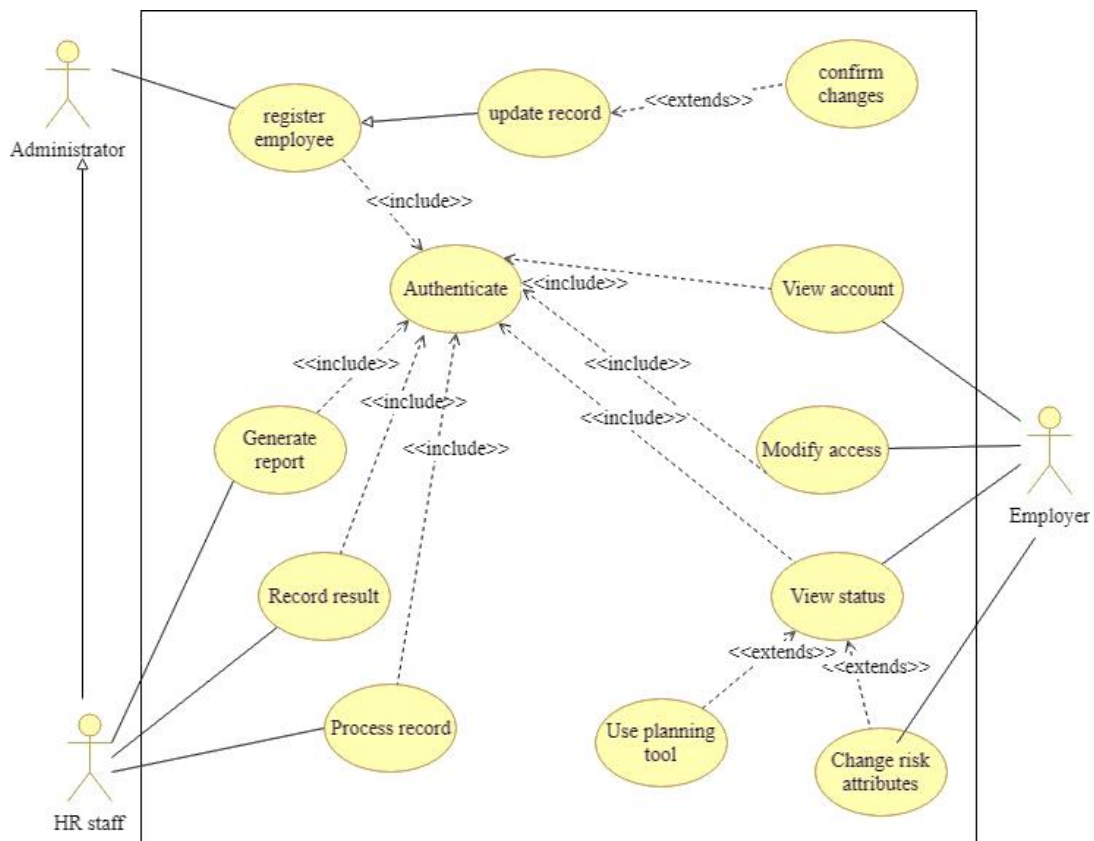 Administrator
register
employee
update record
<<extends>>
confirm
changes
<<include>>
Authenticate
<<include>>
View account
<<include>>
<<include>>
<<include>>
<<include>>
Generate
report
Modify access
Employer
Record result
View status
<<extends>>
<<extends>>
Process record
Use planning
tool
Change risk
attributes
HR staff